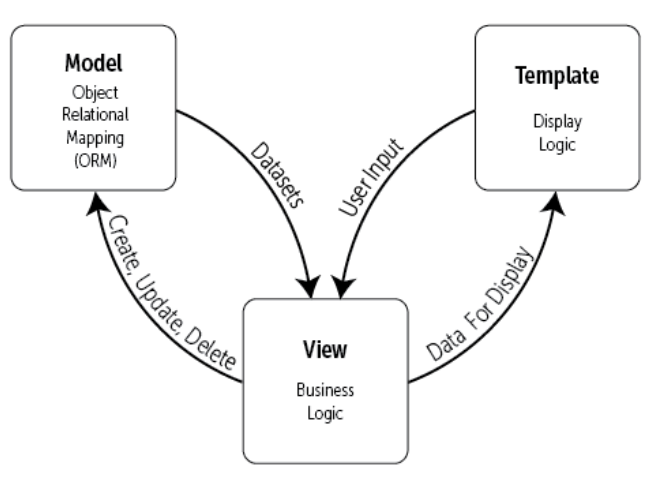 Model
Object
Relational
Mapping
(ORM)
Template
Display
Logic
Datasets
User Input
Create, Update, Delete
Data For Display
View
Business
Logic